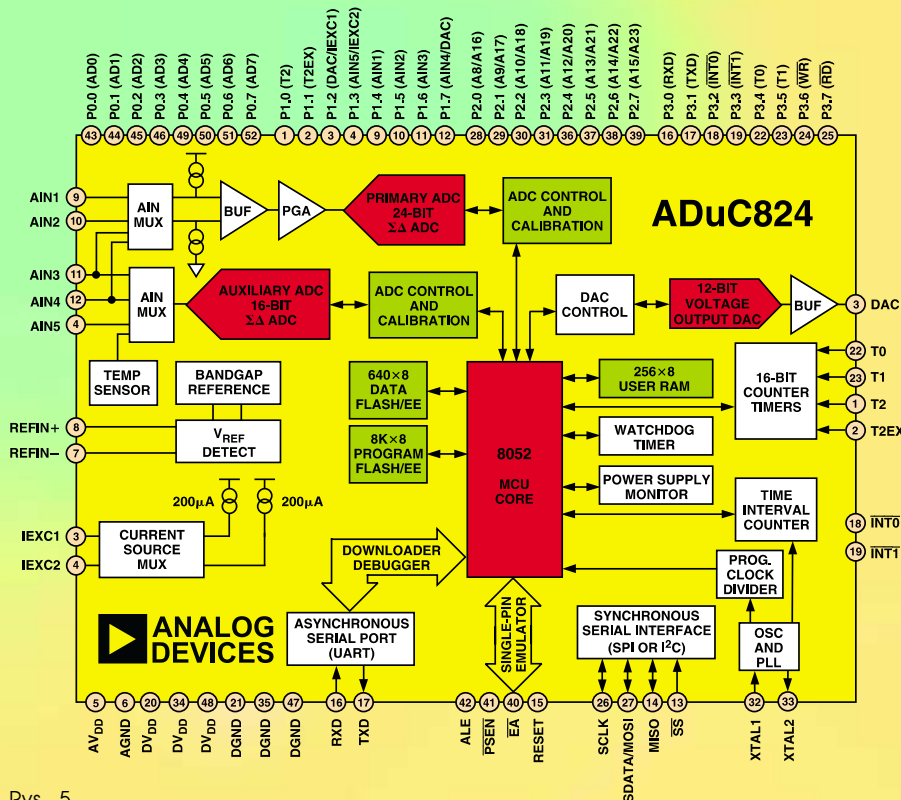 P0.0 (AD0)
P0.1 (AD1)
P0.2 (AD2)
P0.3 (AD3)
P0.4 (AD4)
P0.5 (AD5)
P0.6 (AD6)
P0.7 (AD7)
P1.0 (T2)
P1.1 (T2EX)
P1.2 (DAC/IEXC1)
P1.3 (AIN5/IEXC2)
P1.4 (AIN1)
P1.5 (AIN2)
P1.6 (AIN3)
P1.7 (AIN4/DAC)
P2.0 (A8/A16)
P2.1 (A9/A17)
P2.2 (A10/A18)
P2.3 (A11/A19)
P2.4 (A12/A20)
P2.5 (A13/A21)
P2.6 (A14/A22)
P2.7 (A15/A23)
P3.0 (RXD)
P3.1 (TXD)
P3.2 (INT0)
P3.3 (INT1)
P3.4 (T0)
P3.5 (T1)
P3.6 (WR)
P3.7 (RD)
43 44 45 46 49 50 51 52 1 2 3 4 9 10 11 12 28 29 30 31 36 37 38 39 16 17 18 19 22 23 24 25
ADuC824
AIN1 9
AIN2 10
AIN3 11
AIN4 12
AIN5 4
AIN
MUX
BUF
PGA
PRIMARY ADC
24-BIT
ΣΔ ADC
ADC CONTROL
AND
CALIBRATION
AIN
MUX
AUXILIARY ADC
16-BIT
ΣΔ ADC
ADC CONTROL
AND
CALIBRATION
DAC
CONTROL
12-BIT
VOLTAGE
OUTPUT DAC
BUF
3 DAC
TEMP
SENSOR
BANDGAP
REFERENCE
VREF
DETECT
REFIN+ 8
REFIN− 7
640×8
DATA
FLASH/EE
8K×8
PROGRAM
FLASH/EE
8052
MCU
CORE
256×8
USER RAM
WATCHDOG
TIMER
POWER SUPPLY
MONITOR
16-BIT
COUNTER
TIMERS
22 T0
23 T1
1 T2
2 T2EX
TIME
INTERVAL
COUNTER
18 INT0
19 INT1
200µA
200µA
IEXC1 3
IEXC2 4
CURRENT
SOURCE
MUX
DOWNLOADER
DEBUGGER
PROG.
CLOCK
DIVIDER
ANALOG
DEVICES
ASYNCHRONOUS
SERIAL PORT
(UART)
SINGLE-PIN
EMULATOR
SYNCHRONOUS
SERIAL INTERFACE
(SPI OR I²C)
OSC
AND
PLL
5 6 20 34 48 21 35 47 16 17 42 41 40 15 26 27 14 13 32 33
AVDD
AGND
DVDD
DVDD
DVDD
DGND
DGND
DGND
RXD
TXD
ALE
PSEN
EA
RESET
SCLK
SDATA/MOSI
MISO
SS
XTAL1
XTAL2
Rys. 5